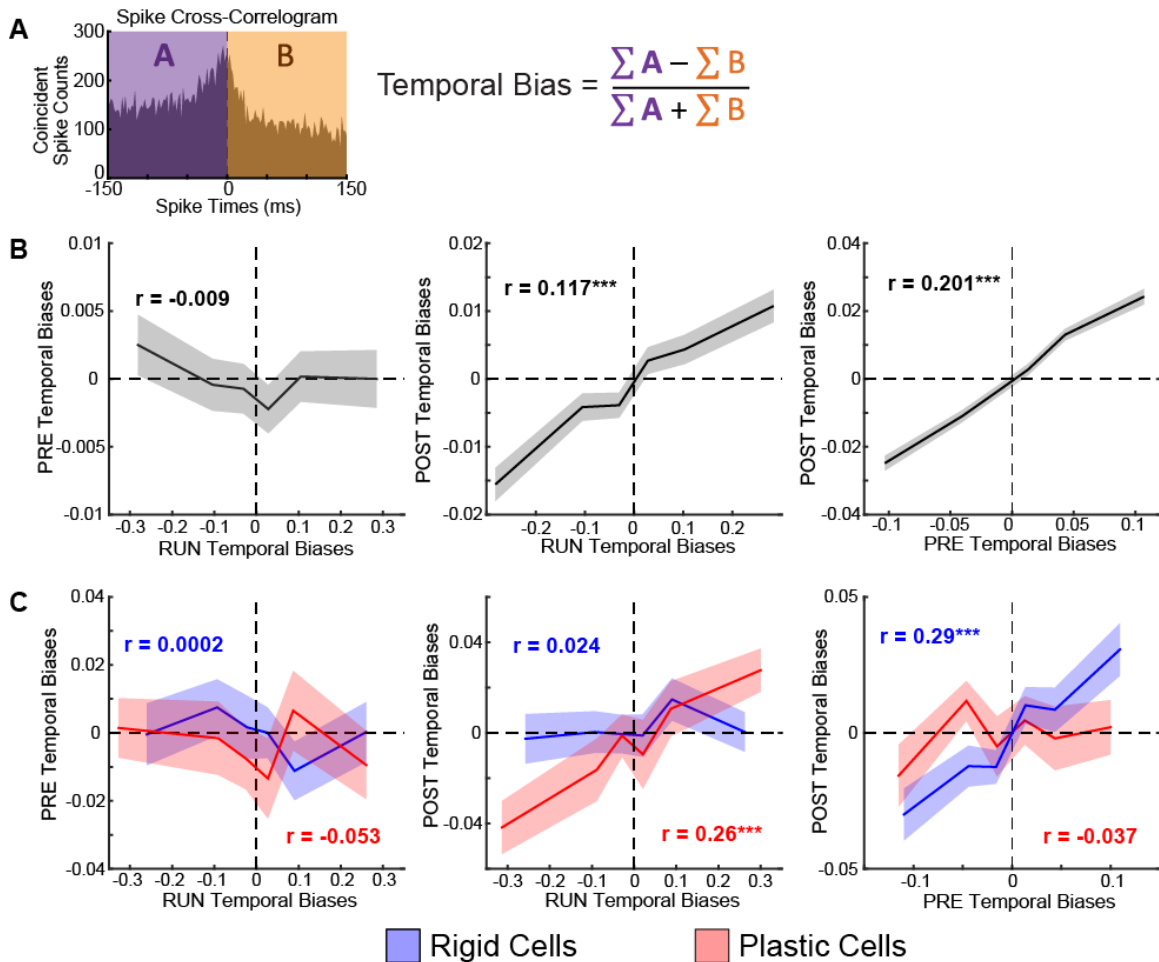 A
Spike Cross-Correlogram
300
200
100
0
Coincident
Spike Counts
A
B
-150
0
150
Spike Times (ms)
Temporal Bias = ∑ A − ∑ B
∑ A + ∑ B
B
0.01
0.005
0
-0.005
-0.01
PRE Temporal Biases
r = -0.009
-0.3 -0.2 -0.1 0 0.1 0.2 0.3
RUN Temporal Biases
0.02
0.01
0
-0.01
-0.02
POST Temporal Biases
r = 0.117***
-0.2 -0.1 0 0.1 0.2
RUN Temporal Biases
0.04
0.02
0
-0.02
-0.04
POST Temporal Biases
r = 0.201***
-0.1 -0.05 0 0.05 0.1
PRE Temporal Biases
C
0.04
0.02
0
-0.02
-0.04
PRE Temporal Biases
r = 0.0002
r = -0.053
-0.3 -0.2 -0.1 0 0.1 0.2 0.3
RUN Temporal Biases
0.04
0
-0.04
POST Temporal Biases
r = 0.024
r = 0.26***
-0.3 -0.2 -0.1 0 0.1 0.2 0.3
RUN Temporal Biases
0.05
0
-0.05
POST Temporal Biases
r = 0.29***
r = -0.037
-0.1 0 0.1
PRE Temporal Biases
Rigid Cells
Plastic Cells